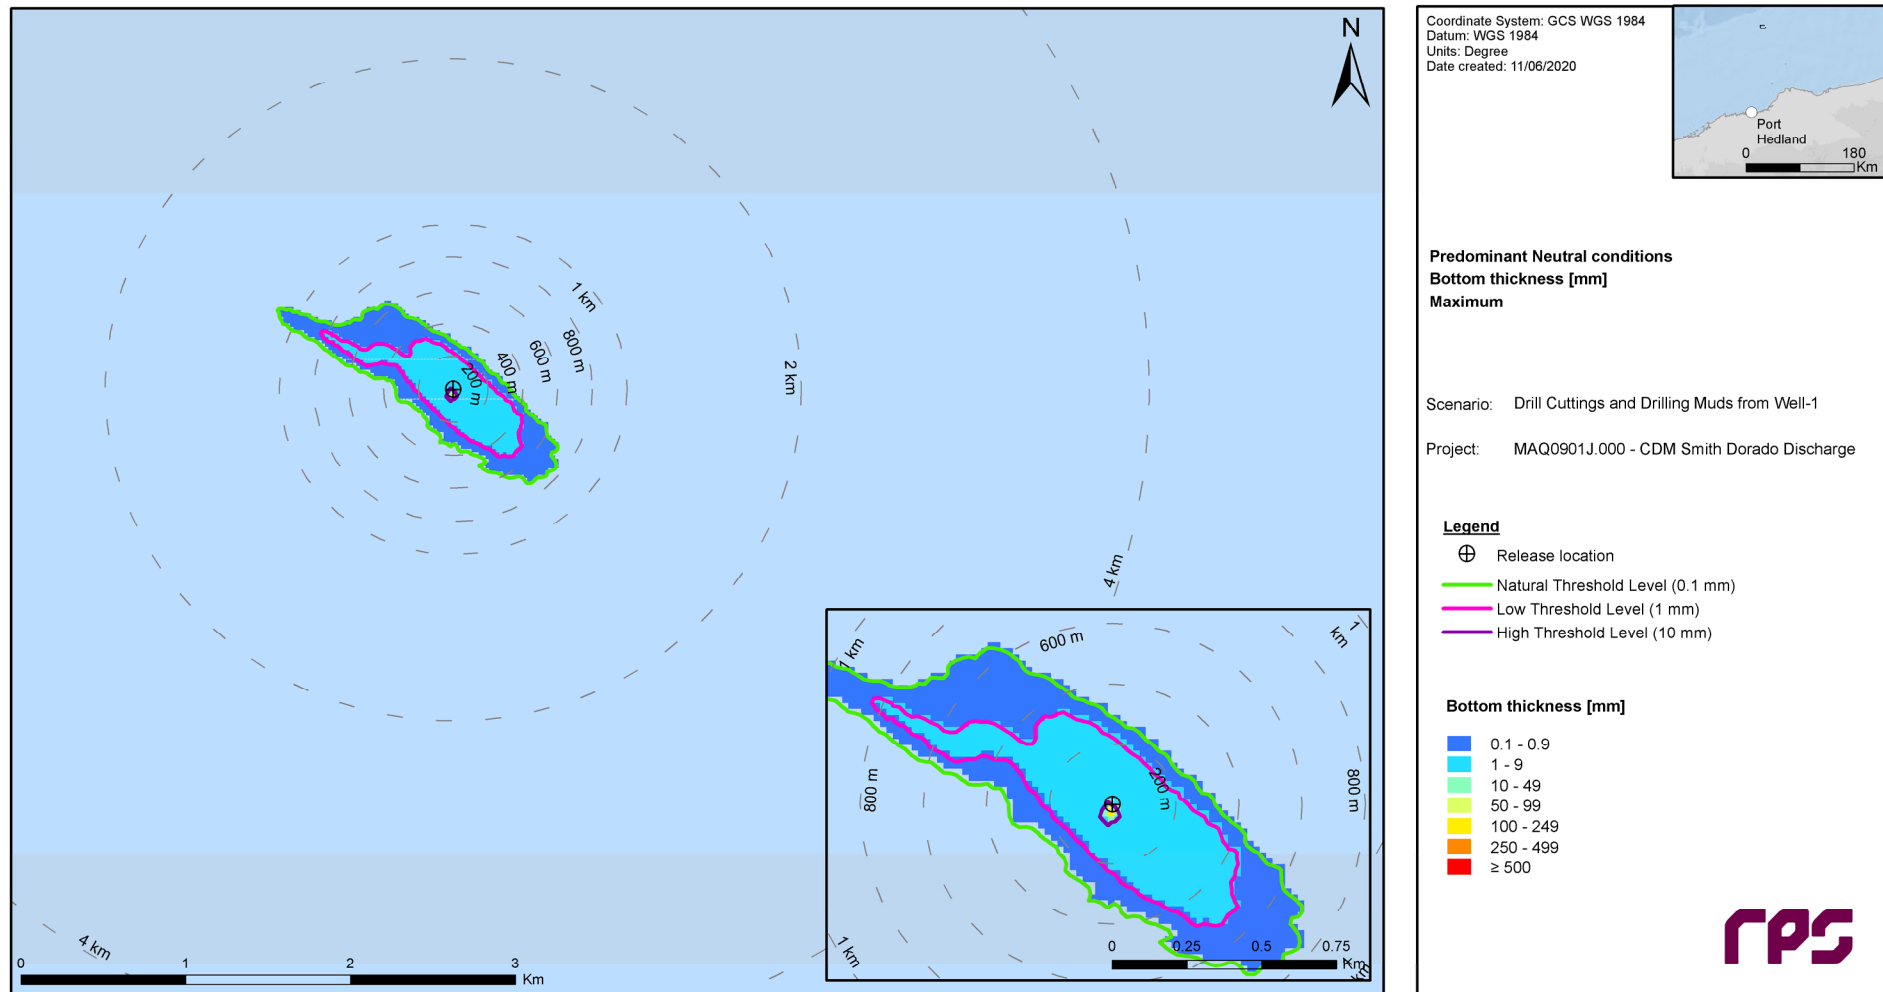 N
1 km
800 m
600 m
400 m
200 m
2 km
4 km
4 km
0 1 2 3
Km
1 km
600 m
1
km
800 m
200 m
800 m
1 km
0 0.25 0.5 0.75
Km
km
Coordinate System: GCS WGS 1984
Datum: WGS 1984
Units: Degree
Date created: 11/06/2020
Port
Hedland
0 180
Km
Predominant Neutral conditions
Bottom thickness [mm]
Maximum
Scenario: Drill Cuttings and Drilling Muds from Well-1
Project: MAQ0901J.000 - CDM Smith Dorado Discharge
Legend
Release location
Natural Threshold Level (0.1 mm)
Low Threshold Level (1 mm)
High Threshold Level (10 mm)
Bottom thickness [mm]
0.1 - 0.9
1 - 9
10 - 49
50 - 99
100 - 249
250 - 499
≥ 500
rps